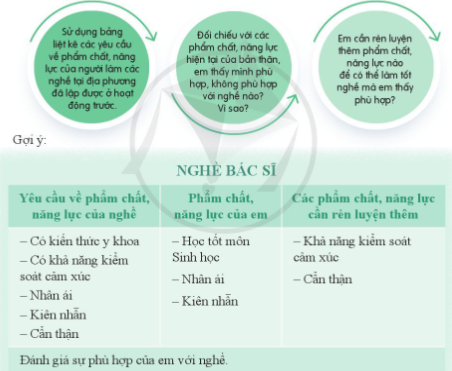 Sử dụng bảng
liệt kê các yêu cầu
về phẩm chất, năng
lực của người làm các
nghề tại địa phương
đã lập được ở hoạt
động trước.
Đối chiếu với các
phẩm chất, năng lực
hiện tại của bản thân,
em thấy mình phù
hợp, không phù hợp
với nghề nào?
Vì sao?
Em cần rèn luyện
thêm phẩm chất,
năng lực nào
để có thể làm tốt
nghề mà em thấy
phù hợp?
Gợi ý:
NGHỀ BÁC SĨ
Yêu cầu về phẩm chất,
năng lực của nghề
Phẩm chất,
năng lực của em
Các phẩm chất, năng lực
cần rèn luyện thêm
– Có kiến thức y khoa
– Có khả năng kiểm
soát cảm xúc
– Nhân ái
– Kiên nhẫn
– Cẩn thận
– Học tốt môn
Sinh học
– Nhân ái
– Kiên nhẫn
– Khả năng kiểm soát
cảm xúc
– Cẩn thận
Đánh giá sự phù hợp của em với nghề.